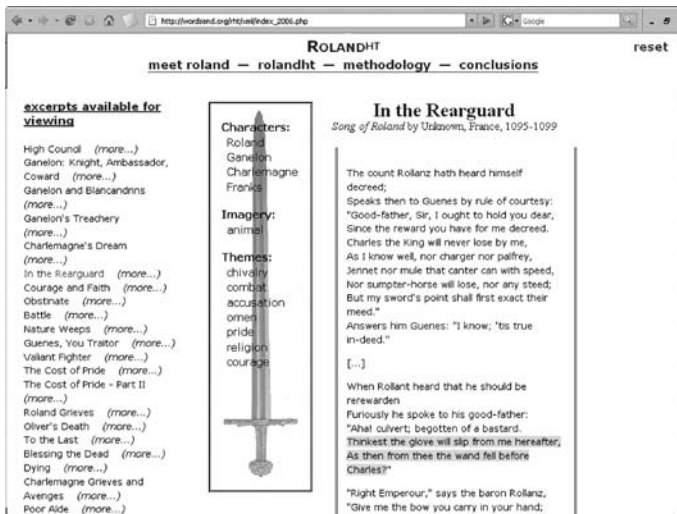 http://wordsend.org/rht/xml/index_2006.php
Google
ROLANDHT
reset
meet roland — rolandht — methodology — conclusions
excerpts available for
viewing
High Council (more...)
Ganelon: Knight, Ambassador,
Coward (more...)
Ganelon and Blancandnns
(more...)
Ganelon's Treachery
(more...)
Charlemagne's Dream
(more...)
In the Rearguard (more...)
Courage and Faith (more...)
Obstinate (more...)
Battle (more...)
Nature Weeps (more...)
Guenes, You Traitor (more...)
Valiant Fighter (more...)
The Cost of Pride (more...)
The Cost of Pride - Part II
(more...)
Roland Grieves (more...)
Oliver's Death (more...)
To the Last (more...)
Blessing the Dead (more...)
Dying (more...)
Charlemagne Grieves and
Avenges (more...)
Poor Aide (more...)
Characters:
Roland
Ganelon
Charlemagne
Franks
Imagery:
animal
Themes:
chivalry
combat
accusation
omen
pride
religion
courage
In the Rearguard
Song of Roland by Unknown, France, 1095-1099
The count Rollanz hath heard himself
decreed;
Speaks then to Guenes by rule of courtesy:
"Good-father, Sir, I ought to hold you dear,
Since the reward you have for me decreed.
Charles the King will never lose by me,
As I know well, nor charger nor palfrey,
Jennet nor mule that canter can with speed,
Nor sumpter-horse will lose, nor any steed;
But my sword's point shall first exact their
meed."
Answers him Guenes: "I know; 'tis true
in-deed."
[...]
When Rollant heard that he should be
rerewarden
Furiously he spoke to his good-father:
"Aha! culvert; begotten of a bastard.
Thinkest the glove will slip from me hereafter,
As then from thee the wand fell before
Charles?"
"Right Emperour," says the baron Rollanz,
"Give me the bow you carry in your hand;